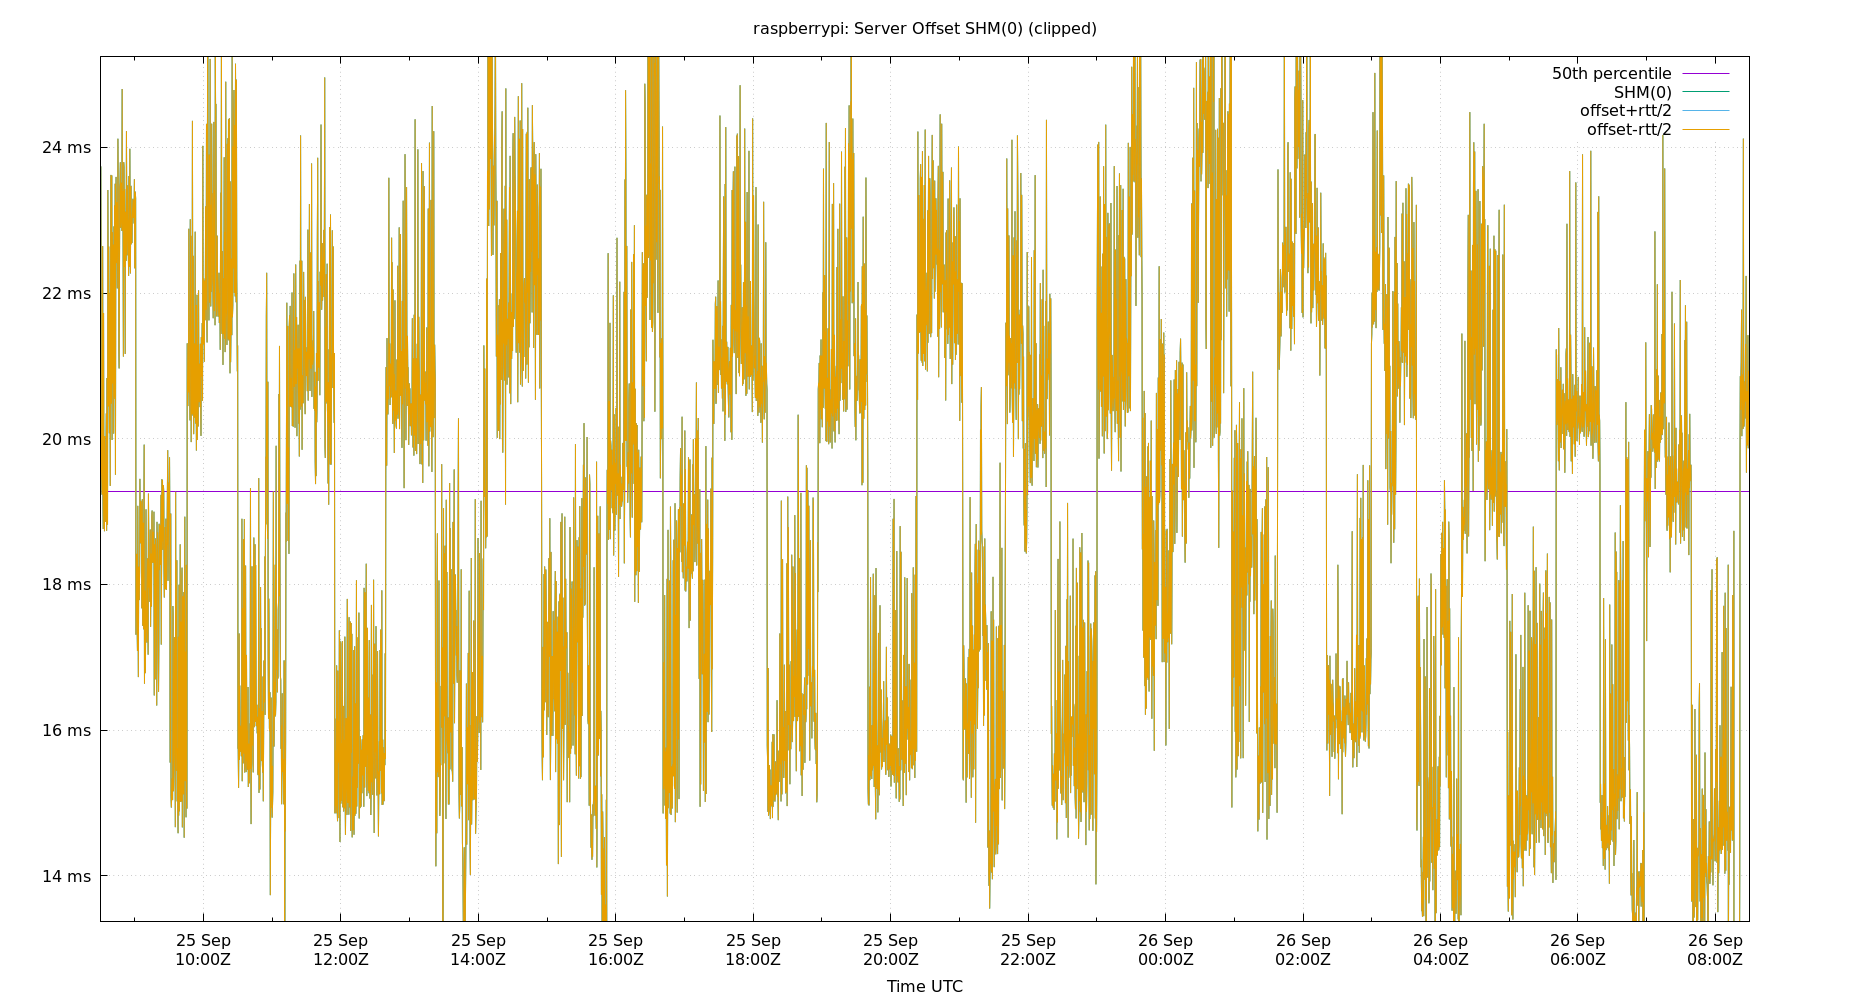 raspberrypi: Server Offset SHM(0) (clipped)
50th percentile
SHM(0)
offset+rtt/2
offset-rtt/2
24 ms
22 ms
20 ms
18 ms
16 ms
14 ms
25 Sep 25 Sep 25 Sep 25 Sep 25 Sep 25 Sep 25 Sep 26 Sep 26 Sep 26 Sep 26 Sep 26 Sep
10:00Z 12:00Z 14:00Z 16:00Z 18:00Z 20:00Z 22:00Z 00:00Z 02:00Z 04:00Z 06:00Z 08:00Z
Time UTC